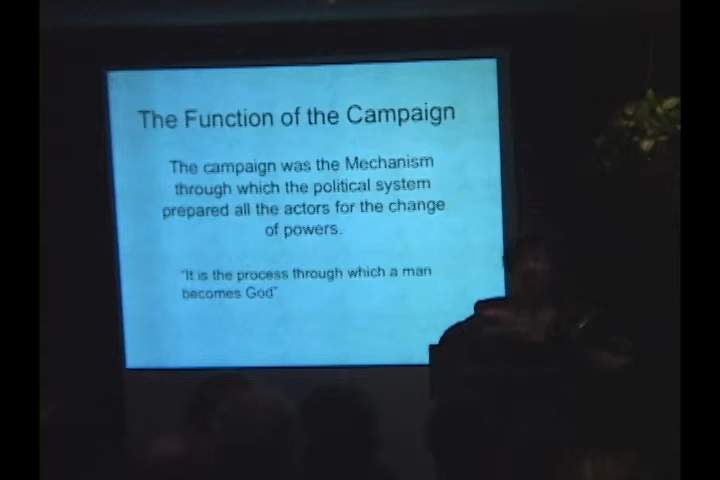 The Function of the Campaign
The campaign was the Mechanism
through which the political system
prepared all the actors for the change
of powers.
"It is the process through which a man
becomes God"